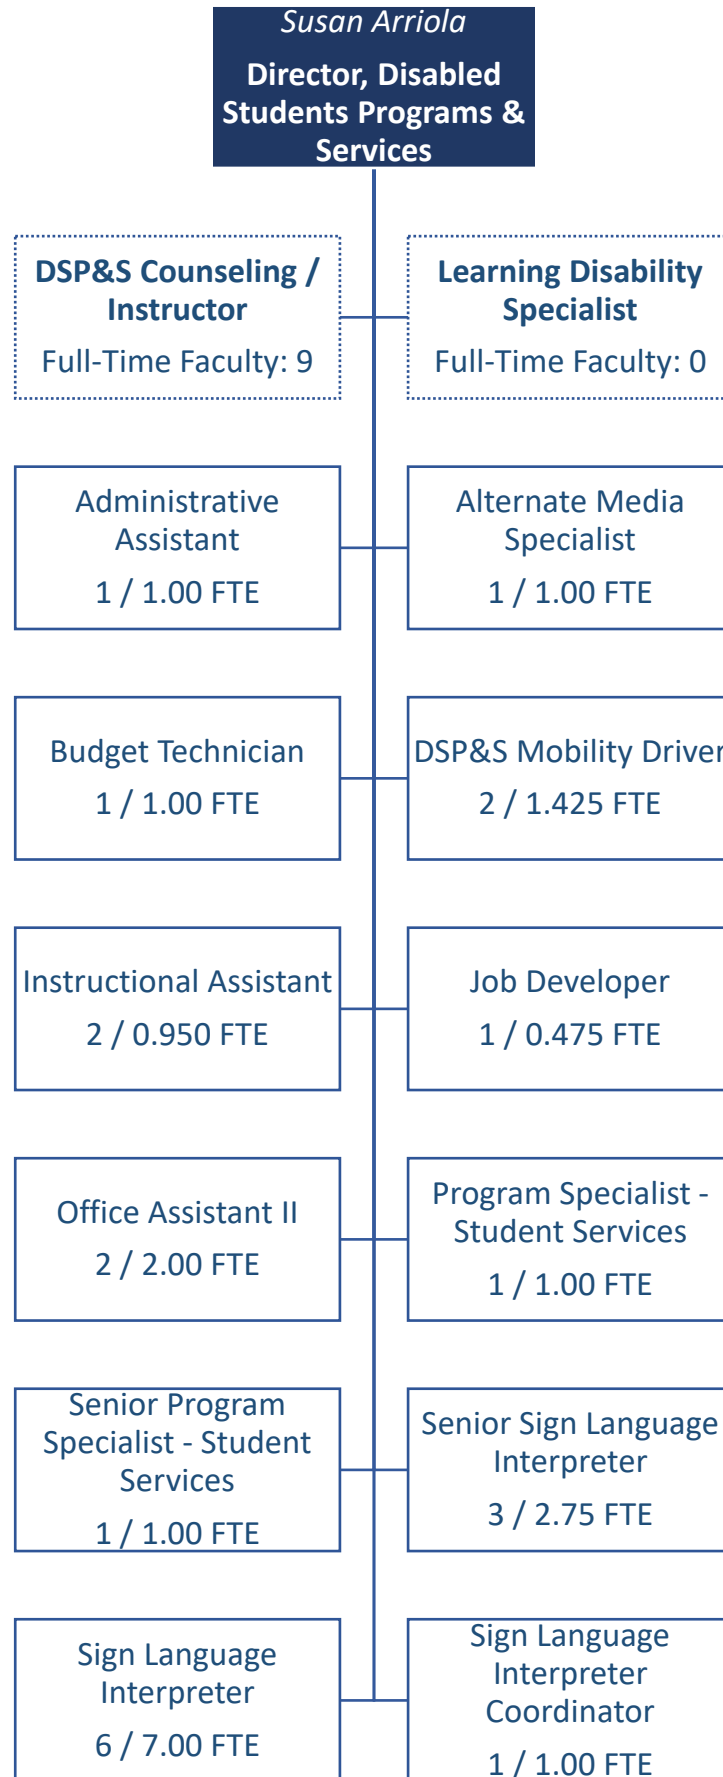 Susan Arriola
Director, Disabled
Students Programs &
Services
DSP&S Counseling /
Instructor
Full-Time Faculty: 9
Learning Disability
Specialist
Full-Time Faculty: 0
Administrative
Assistant
1 / 1.00 FTE
Alternate Media
Specialist
1 / 1.00 FTE
Budget Technician
1 / 1.00 FTE
DSP&S Mobility Driver
2 / 1.425 FTE
Instructional Assistant
2 / 0.950 FTE
Job Developer
1 / 0.475 FTE
Office Assistant II
2 / 2.00 FTE
Program Specialist -
Student Services
1 / 1.00 FTE
Senior Program
Specialist - Student
Services
1 / 1.00 FTE
Senior Sign Language
Interpreter
3 / 2.75 FTE
Sign Language
Interpreter
6 / 7.00 FTE
Sign Language
Interpreter
Coordinator
1 / 1.00 FTE